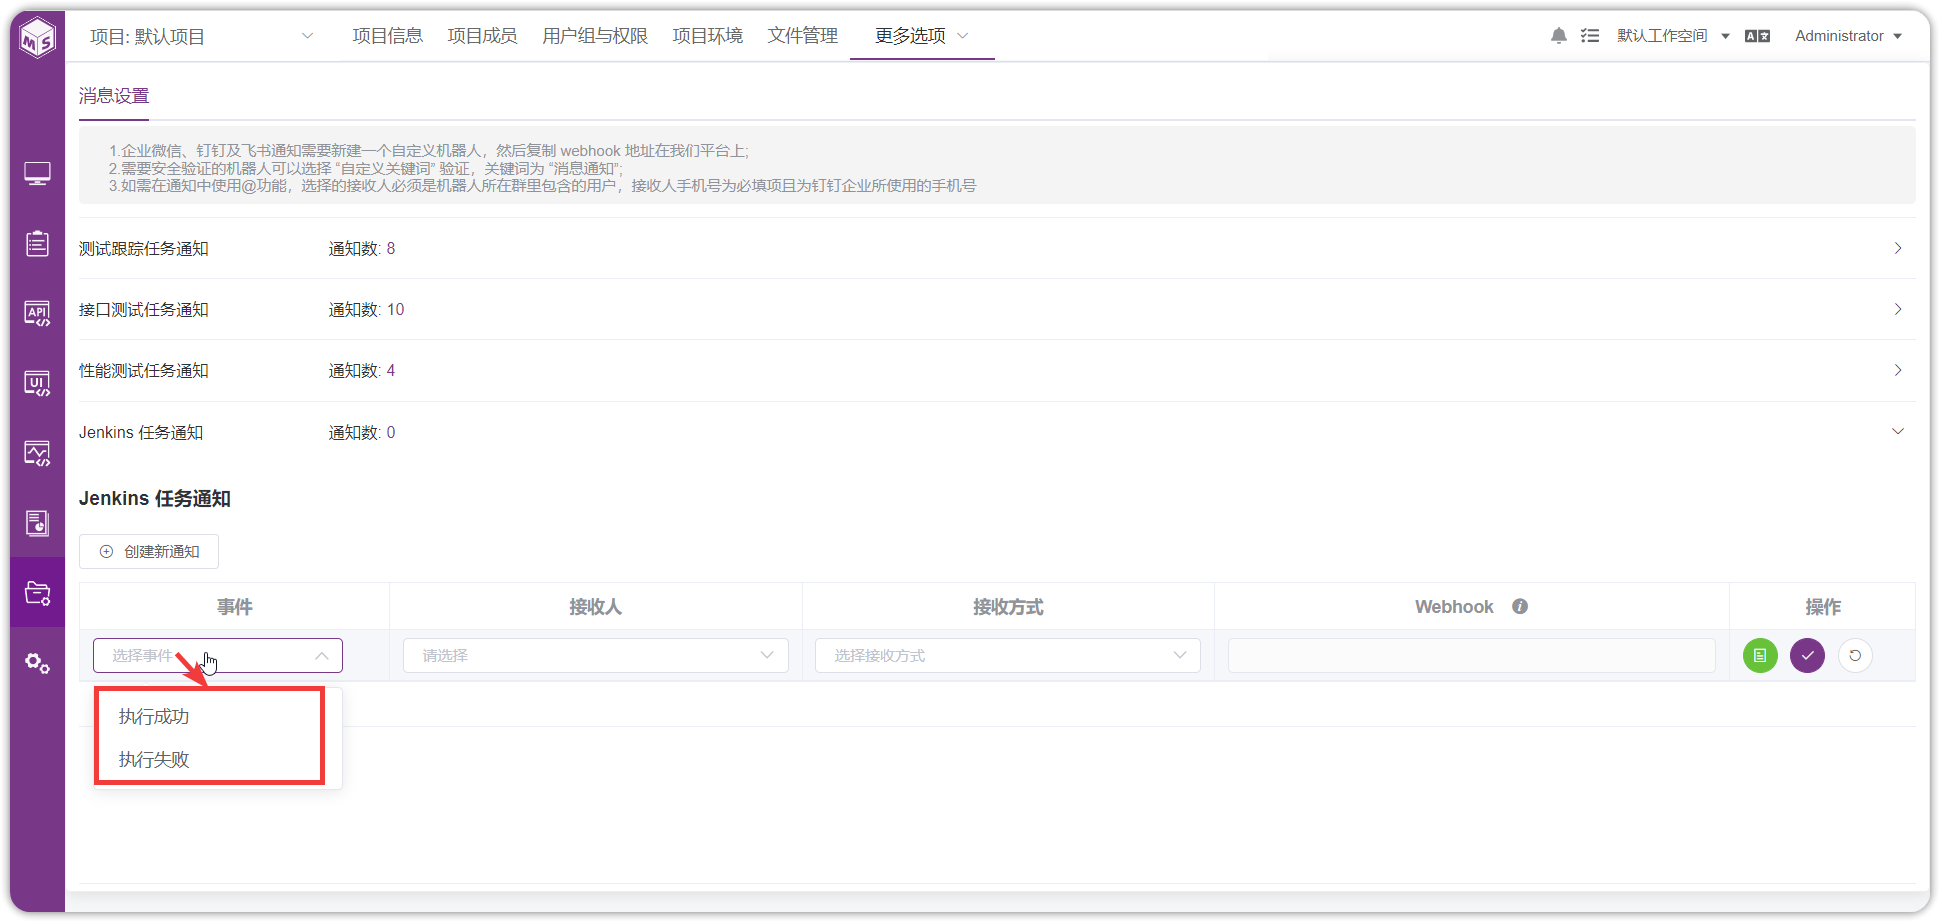 MS
项目: 默认项目
项目信息
项目成员
用户组与权限
项目环境
文件管理
更多选项
默认工作空间
Administrator
消息设置
1.企业微信、钉钉及飞书通知需要新建一个自定义机器人，然后复制 webhook 地址在我们平台上;
2.需要安全验证的机器人可以选择 “自定义关键词” 验证，关键词为 “消息通知”;
3.如需在通知中使用@功能，选择的接收人必须是机器人所在群里包含的用户，接收人手机号为必填项且为钉钉企业所使用的手机号
测试跟踪任务通知 通知数: 8
API
接口测试任务通知 通知数: 10
UI
性能测试任务通知 通知数: 4
Jenkins 任务通知 通知数: 0
Jenkins 任务通知
创建新通知
事件 接收人 接收方式 Webhook 操作
选择事件 请选择 选择接收方式
执行成功
执行失败